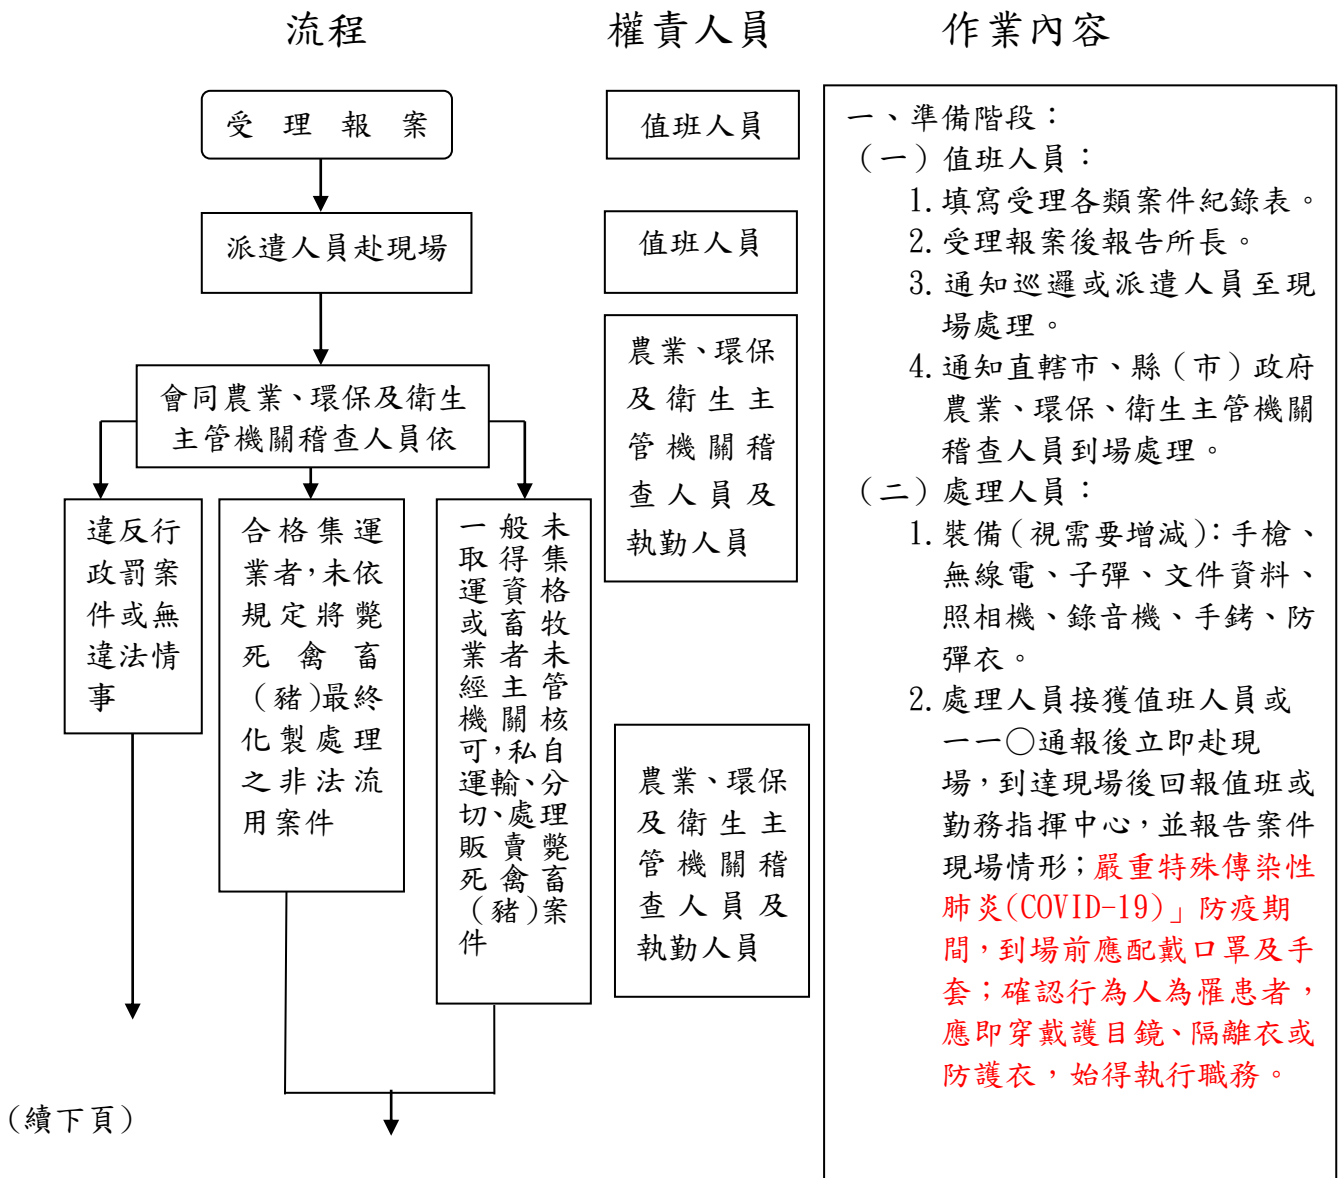 流程
權責人員
作業內容
受理報案
派遣人員赴現場
會同農業、環保及衛生
主管機關稽查人員依
違反行
政罰案
件或無
違法情
事
合格集運
業者,未依
規定將斃
死禽畜
(豬)最終
化製處理
之非法流
用案件
一般未
取得集
運資格
或畜牧
業者未
經主管
機關核
可,私自
運輸、分
切、處理
販賣斃
死禽畜
(豬)案
件
(續下頁)
值班人員
值班人員
農業、環保
及衛生主
管機關稽
查人員及
執勤人員
農業、環保
及衛生主
管機關稽
查人員及
執勤人員
一、準備階段:
(一)值班人員:
1.填寫受理各類案件紀錄表。
2.受理報案後報告所長。
3.通知巡邏或派遣人員至現
場處理。
4.通知直轄市、縣(市)政府
農業、環保、衛生主管機關
稽查人員到場處理。
(二)處理人員:
1.裝備(視需要增減):手槍、
無線電、子彈、文件資料、
照相機、錄音機、手銬、防
彈衣。
2.處理人員接獲值班人員或
一一○通報後立即赴現
場,到達現場後回報值班或
勤務指揮中心,並報告案件
現場情形;嚴重特殊傳染性
肺炎(COVID-19)」防疫期
間,到場前應配戴口罩及手
套;確認行為人為罹患者,
應即穿戴護目鏡、隔離衣或
防護衣,始得執行職務。